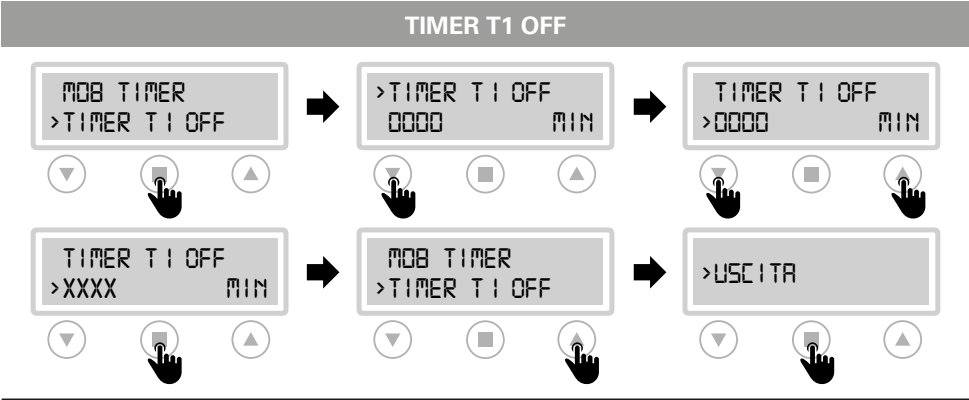 TIMER T1 OFF
MOB TIMER
>TIMER T1 OFF
>TIMER T1 OFF
0000 MIN
TIMER T1 OFF
>0000 MIN
TIMER T1 OFF
>XXXX MIN
MOB TIMER
>TIMER T1 OFF
>USCITA